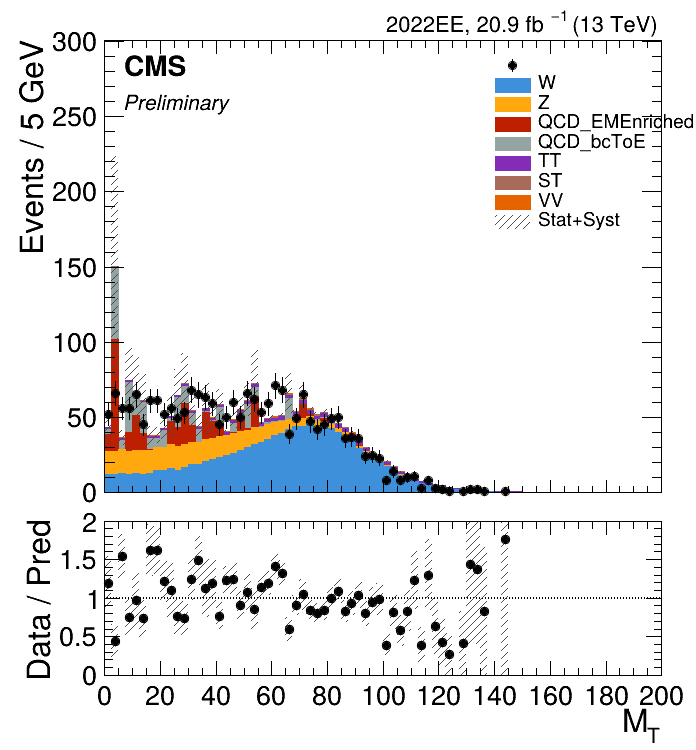 2022EE, 20.9 fb⁻¹ (13 TeV)
CMS
Preliminary
W
Z
QCD_EMEnriched
QCD_bcToE
TT
ST
VV
Stat+Syst
Events / 5 GeV
300
250
200
150
100
50
0
Data / Pred
2
1.5
1
0.5
0
0 20 40 60 80 100 120 140 160 180 200
M_T